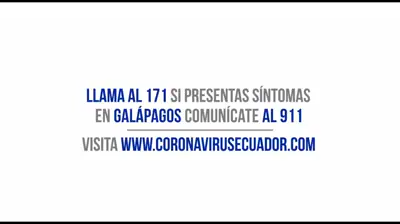 LLAMA AL 171 SI PRESENTAS SÍNTOMAS
EN GALÁPAGOS COMUNÍCATE AL 911
VISITA WWW.CORONAVIRUSECUADOR.COM